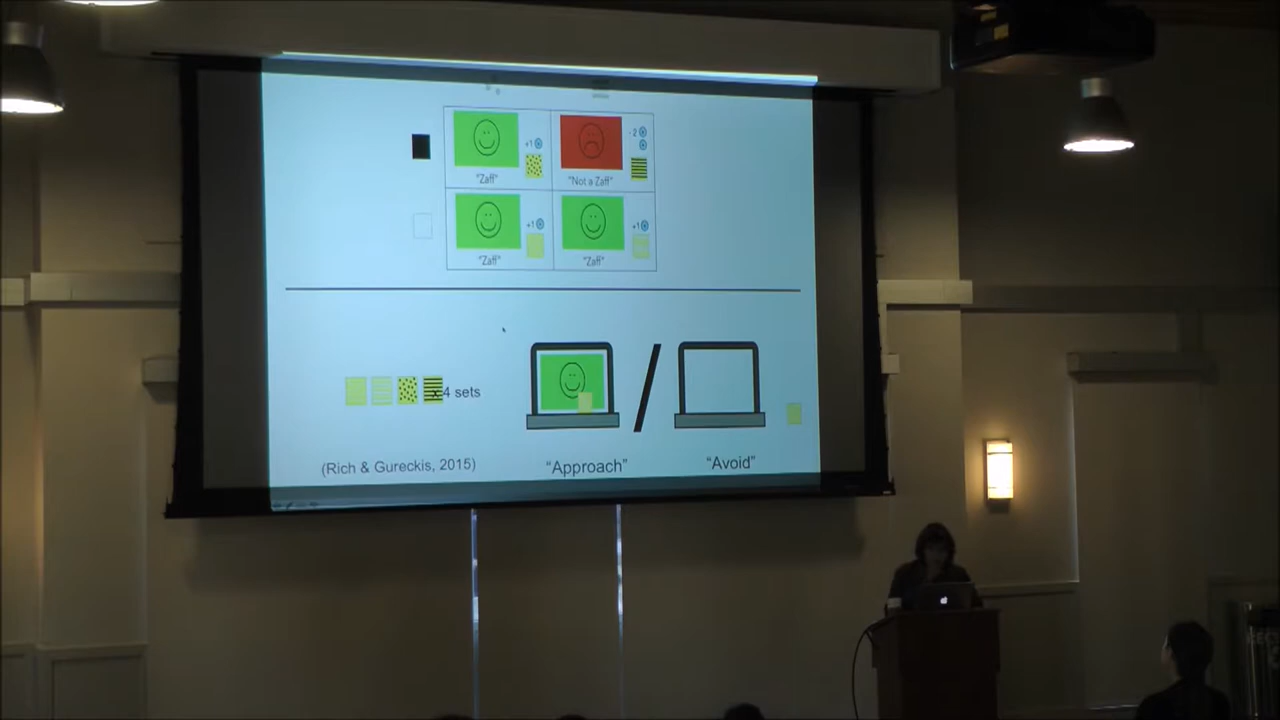 +1
-2
"Zaff"
"Not a Zaff"
+1
+1
"Zaff"
"Zaff"
x 4 sets
(Rich & Gureckis, 2015)
"Approach"
"Avoid"